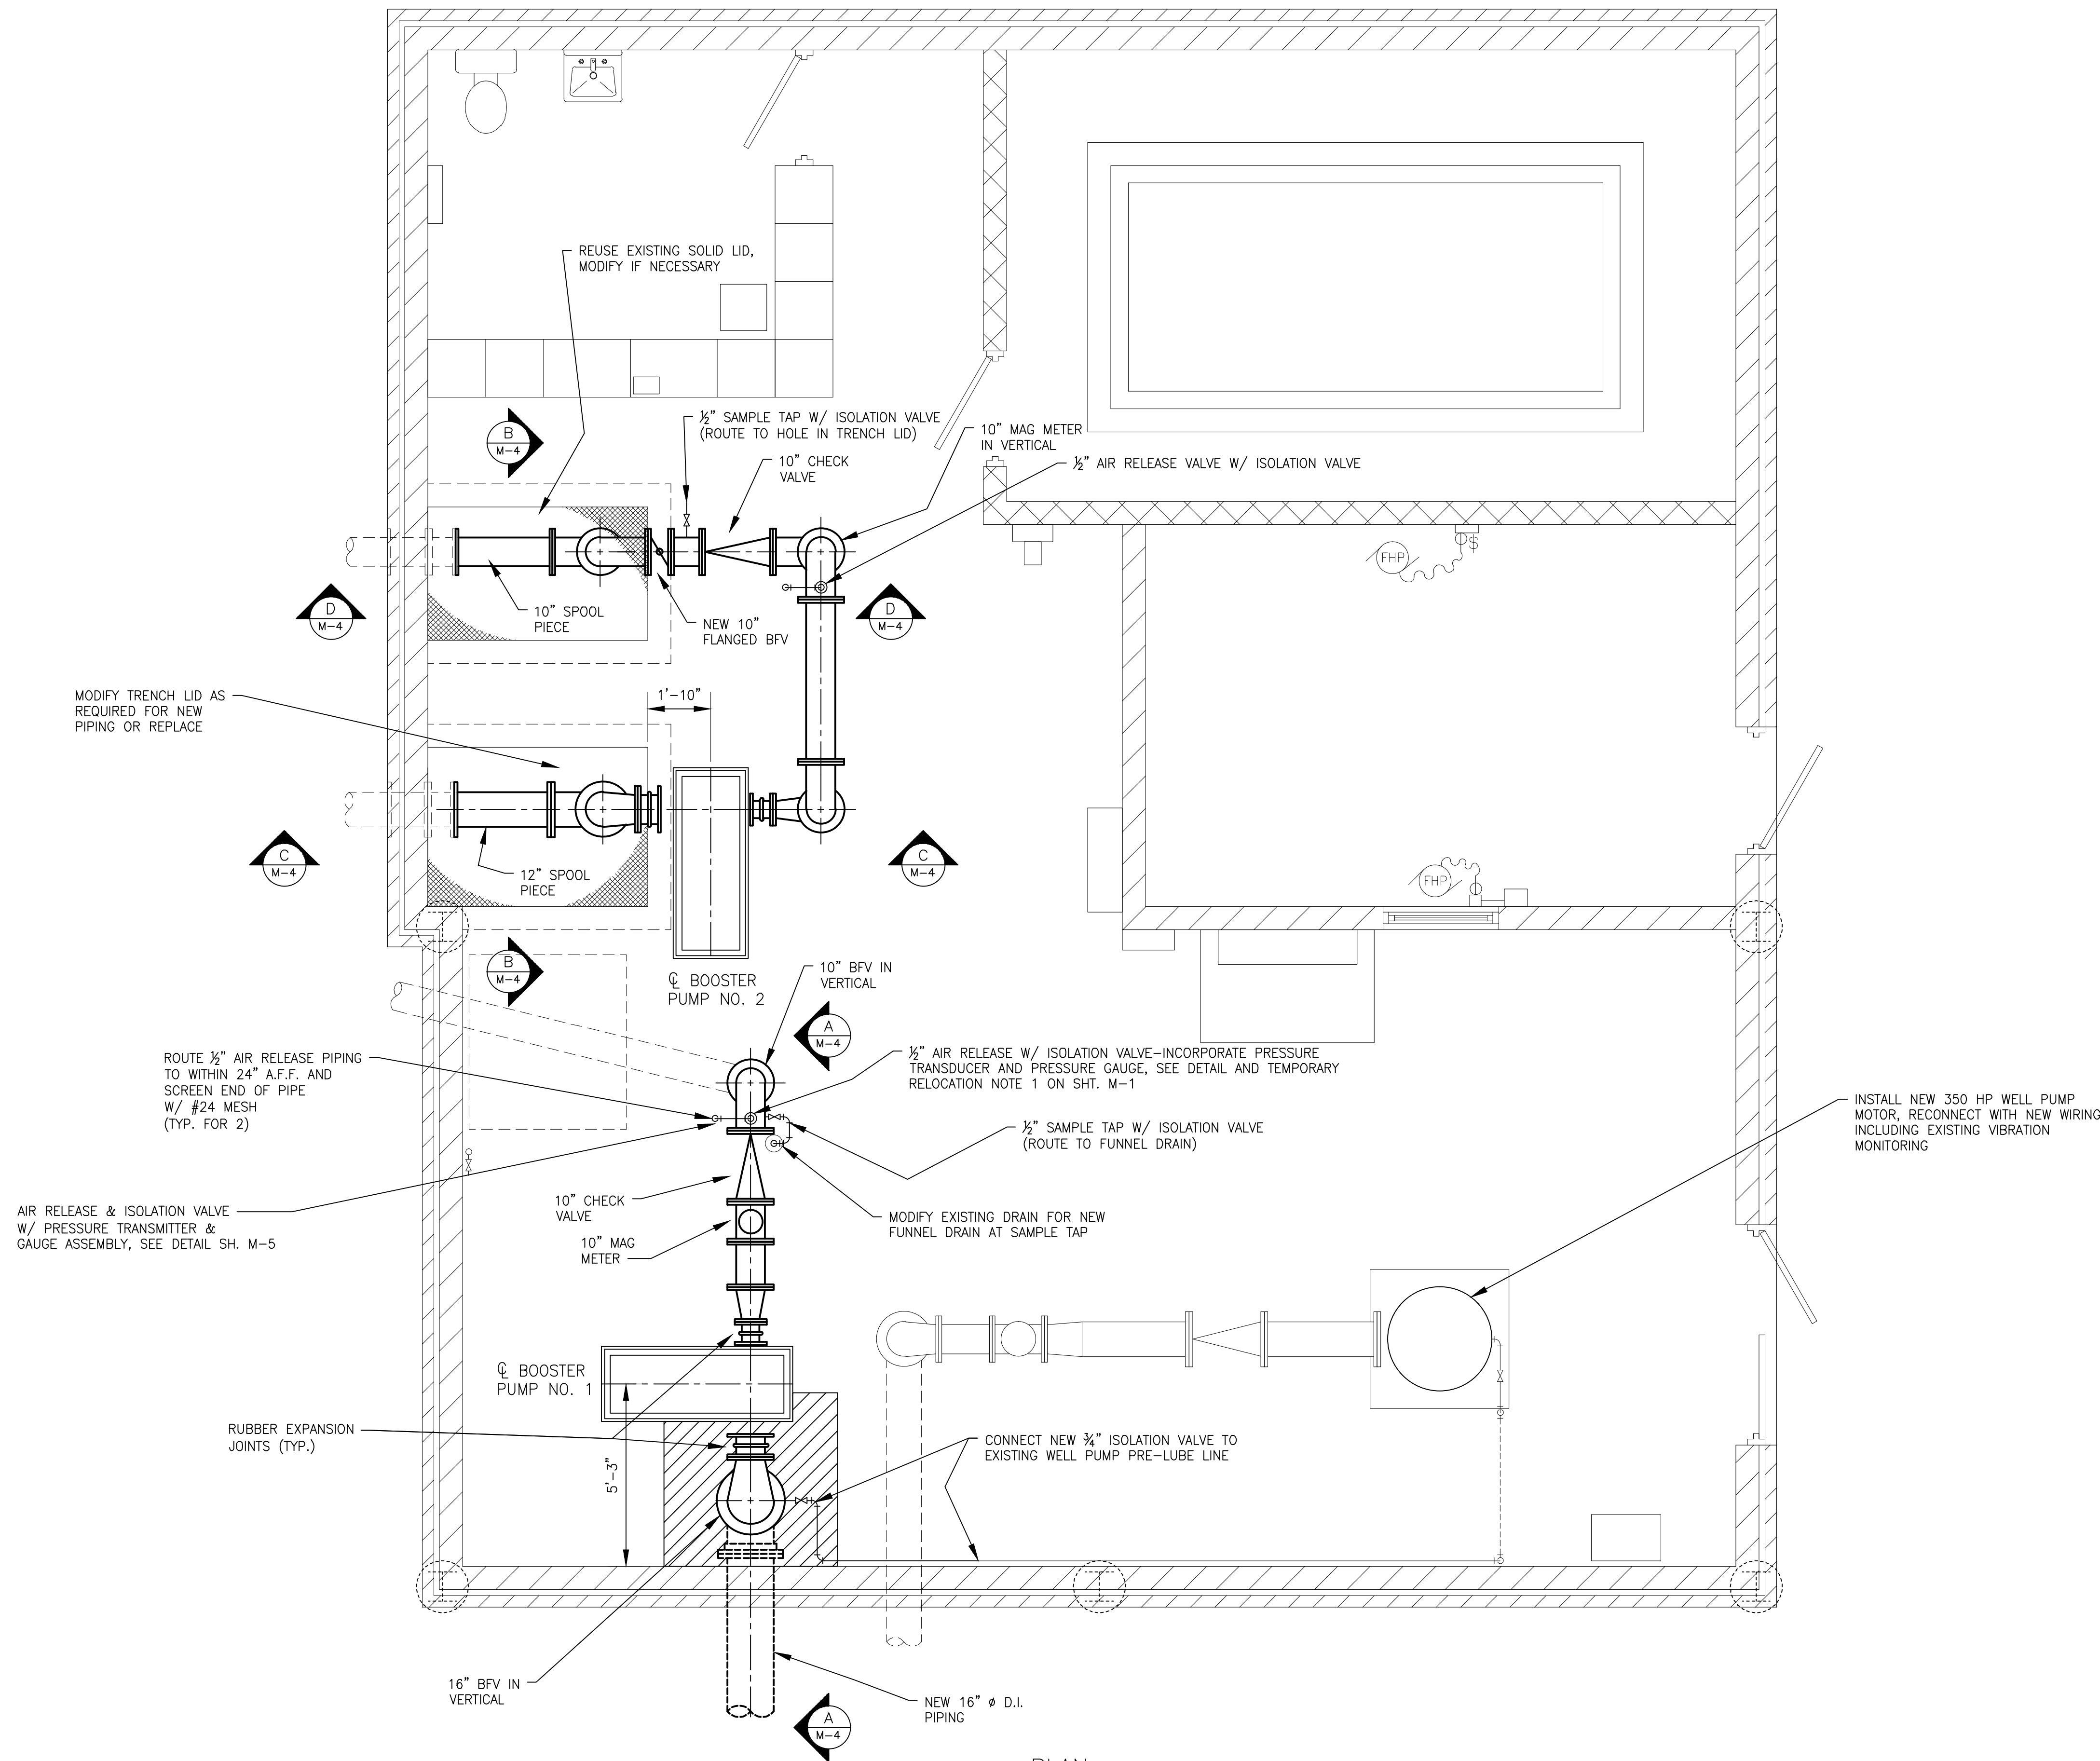 REUSE EXISTING SOLID LID,
MODIFY IF NECESSARY
½" SAMPLE TAP W/ ISOLATION VALVE
(ROUTE TO HOLE IN TRENCH LID)
10" MAG METER
IN VERTICAL
B
M-4
10" CHECK
VALVE
½" AIR RELEASE VALVE W/ ISOLATION VALVE
FHP
$
D
M-4
10" SPOOL
PIECE
NEW 10"
FLANGED BFV
D
M-4
MODIFY TRENCH LID AS
REQUIRED FOR NEW
PIPING OR REPLACE
1'-10"
C
M-4
12" SPOOL
PIECE
C
M-4
FHP
B
M-4
℄ BOOSTER
PUMP NO. 2
10" BFV IN
VERTICAL
A
M-4
ROUTE ½" AIR RELEASE PIPING
TO WITHIN 24" A.F.F. AND
SCREEN END OF PIPE
W/ #24 MESH
(TYP. FOR 2)
½" AIR RELEASE W/ ISOLATION VALVE-INCORPORATE PRESSURE
TRANSDUCER AND PRESSURE GAUGE, SEE DETAIL AND TEMPORARY
RELOCATION NOTE 1 ON SHT. M-1
INSTALL NEW 350 HP WELL PUMP
MOTOR, RECONNECT WITH NEW WIRING
INCLUDING EXISTING VIBRATION
MONITORING
½" SAMPLE TAP W/ ISOLATION VALVE
(ROUTE TO FUNNEL DRAIN)
AIR RELEASE & ISOLATION VALVE
W/ PRESSURE TRANSMITTER &
GAUGE ASSEMBLY, SEE DETAIL SH. M-5
10" CHECK
VALVE
MODIFY EXISTING DRAIN FOR NEW
FUNNEL DRAIN AT SAMPLE TAP
10" MAG
METER
℄ BOOSTER
PUMP NO. 1
RUBBER EXPANSION
JOINTS (TYP.)
5'-3"
CONNECT NEW ¾" ISOLATION VALVE TO
EXISTING WELL PUMP PRE-LUBE LINE
16" BFV IN
VERTICAL
NEW 16" ø D.I.
PIPING
A
M-4
PLAN